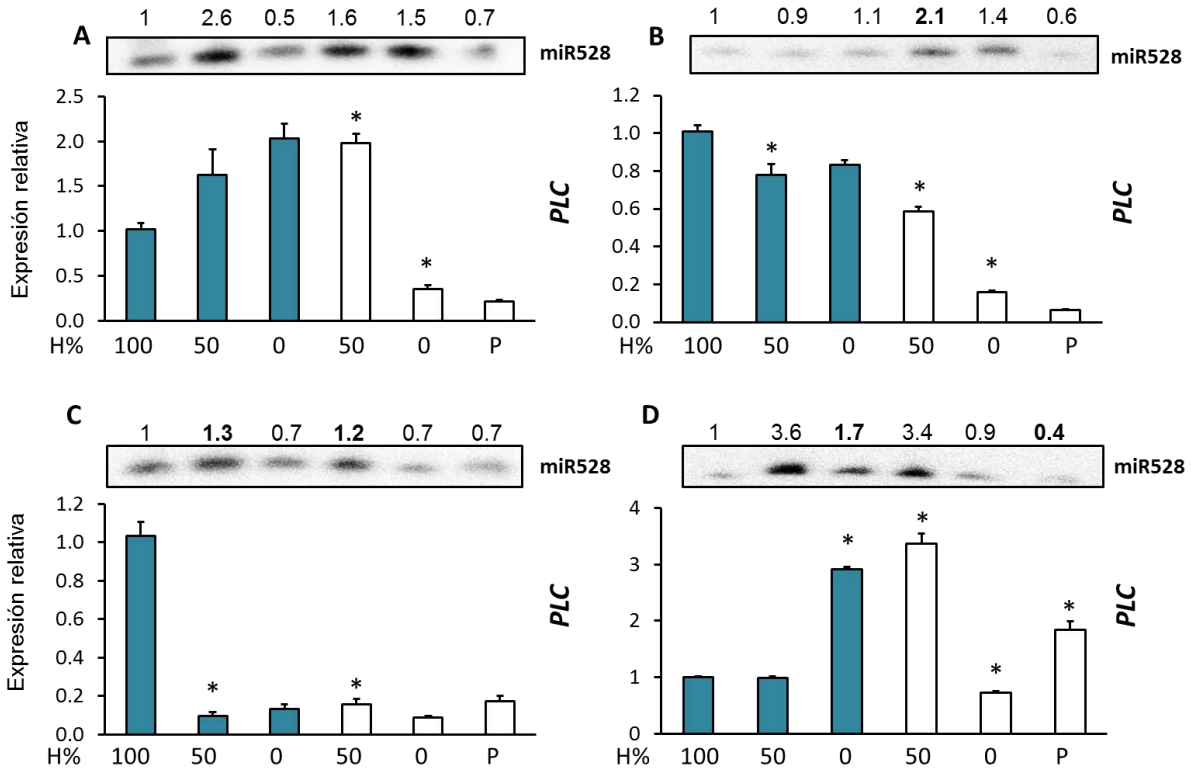 A
1 2.6 0.5 1.6 1.5 0.7
miR528
Expresión relativa
2.5
2.0
1.5
1.0
0.5
0.0
*
*
PLC
H% 100 50 0 50 0 P
B
1 0.9 1.1 2.1 1.4 0.6
miR528
1.2
1.0
0.8
0.6
0.4
0.2
0.0
*
*
*
PLC
H% 100 50 0 50 0 P
C
1 1.3 0.7 1.2 0.7 0.7
miR528
Expresión relativa
1.2
1.0
0.8
0.6
0.4
0.2
0.0
*
*
PLC
H% 100 50 0 50 0 P
D
1 3.6 1.7 3.4 0.9 0.4
miR528
4
3
2
1
0
*
*
*
*
PLC
H% 100 50 0 50 0 P